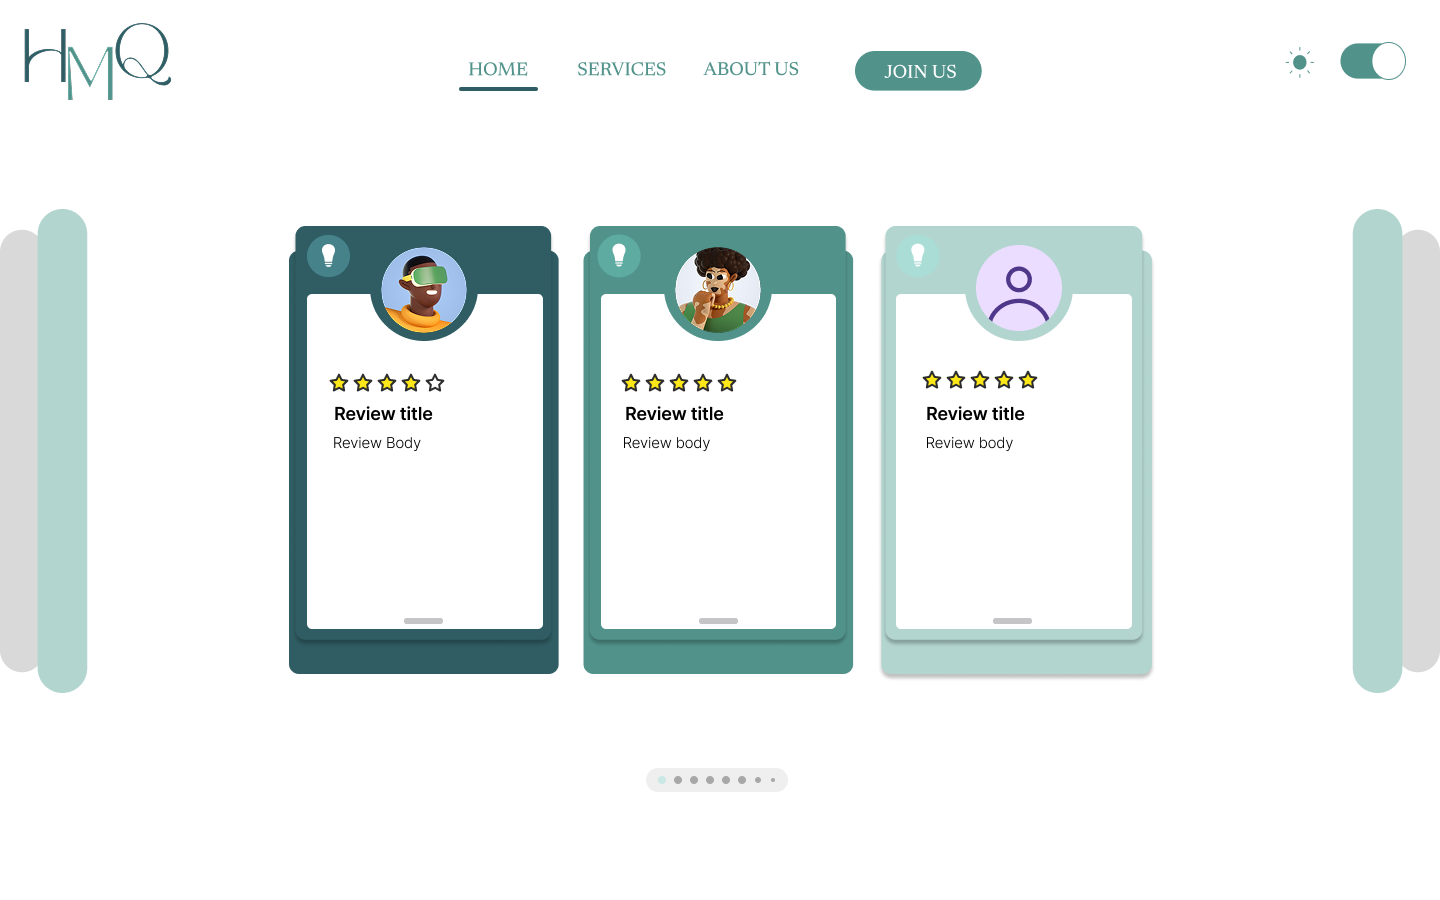 HMQ
HOME
SERVICES
ABOUT US
JOIN US
Review title
Review Body
Review title
Review body
Review title
Review body